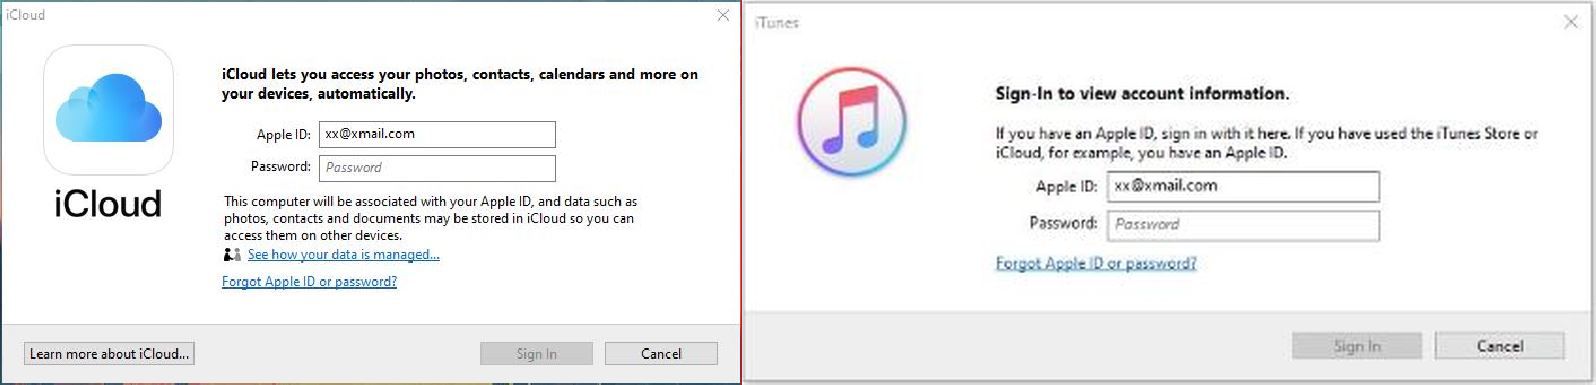 iCloud
iCloud lets you access your photos, contacts, calendars and more on
your devices, automatically.
Apple ID: xx@xmail.com
Password: Password
iCloud
This computer will be associated with your Apple ID, and data such as
photos, contacts and documents may be stored in iCloud so you can
access them on other devices.
See how your data is managed...
Forgot Apple ID or password?
Learn more about iCloud...
Sign In
Cancel
iTunes
Sign-In to view account information.
If you have an Apple ID, sign in with it here. If you have used the iTunes Store or
iCloud, for example, you have an Apple ID.
Apple ID: xx@xmail.com
Password: Password
Forgot Apple ID or password?
Sign In
Cancel